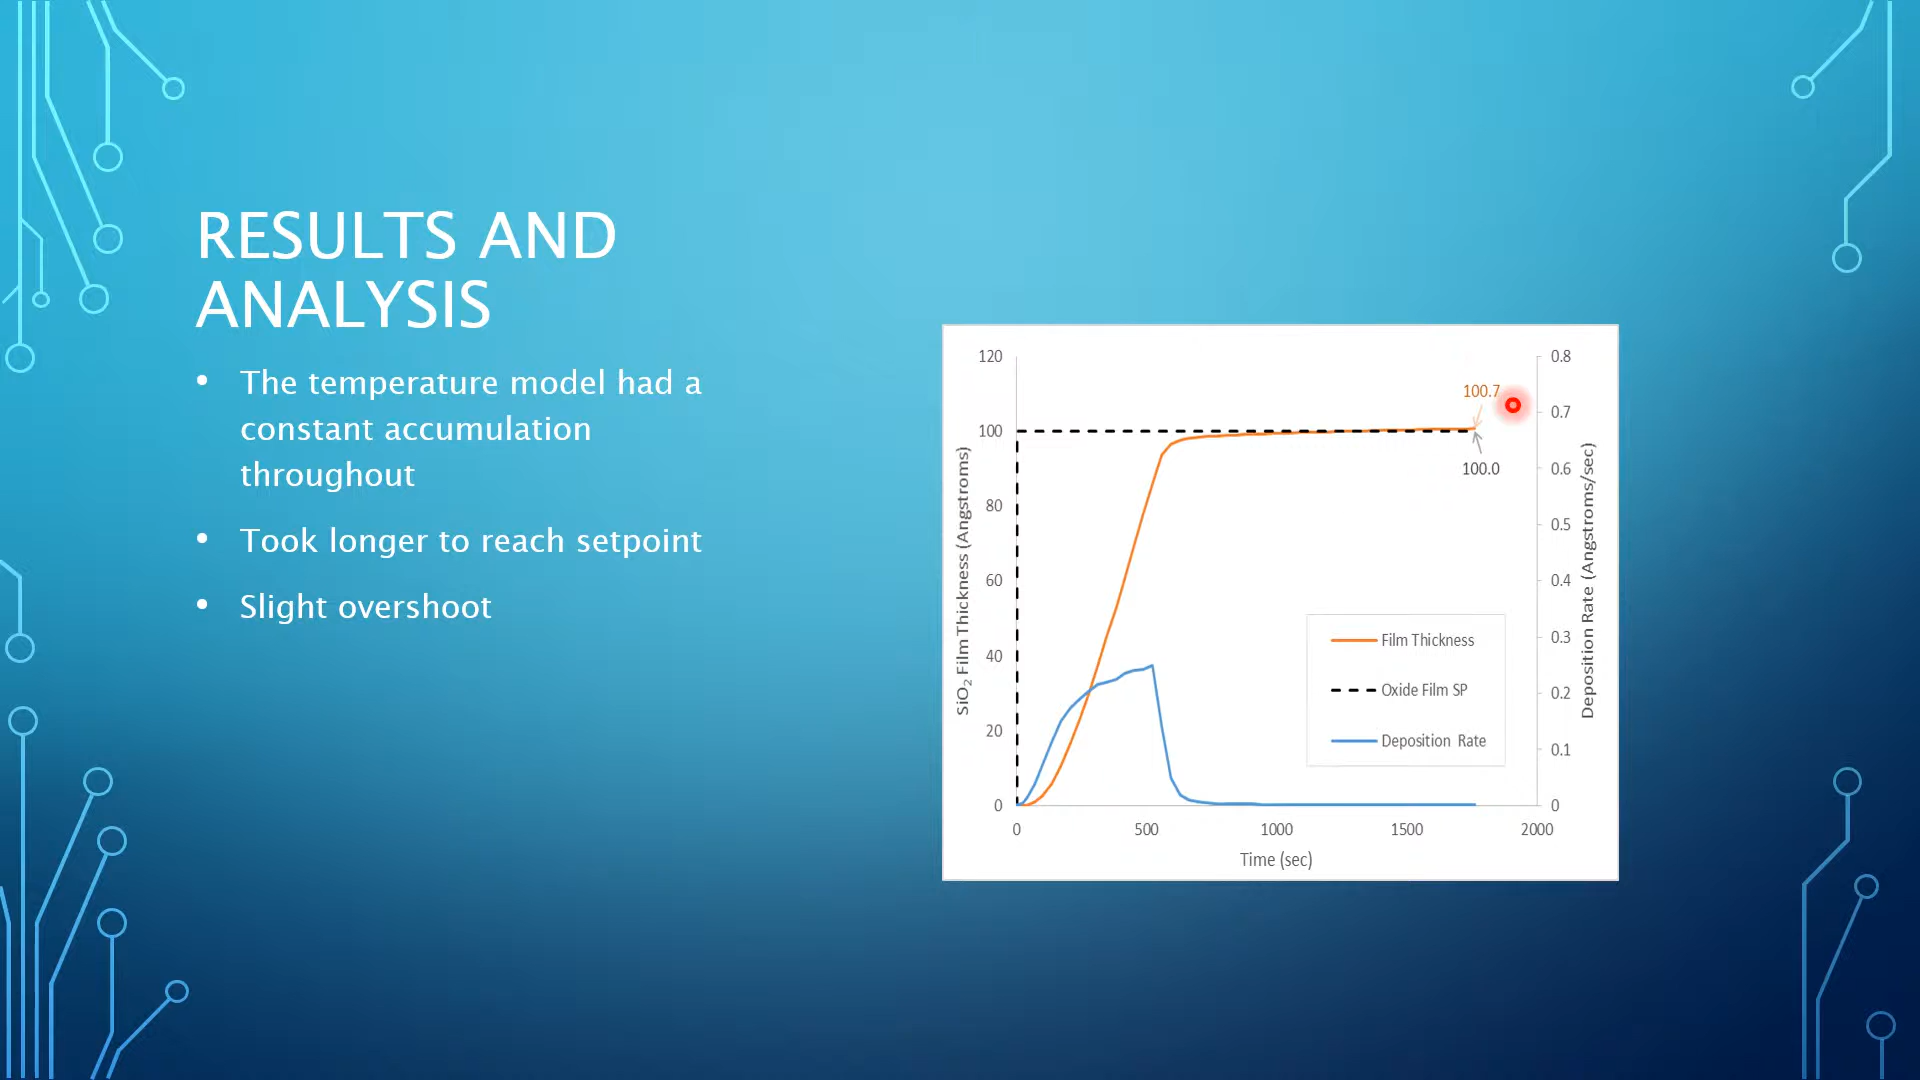 RESULTS AND
ANALYSIS
• The temperature model had a
constant accumulation
throughout
• Took longer to reach setpoint
• Slight overshoot
120
100
80
60
40
20
0
SiO₂ Film Thickness (Angstroms)
0.8
0.7
0.6
0.5
0.4
0.3
0.2
0.1
0
Deposition Rate (Angstroms/sec)
100.7
100.0
Film Thickness
Oxide Film SP
Deposition Rate
0 500 1000 1500 2000
Time (sec)